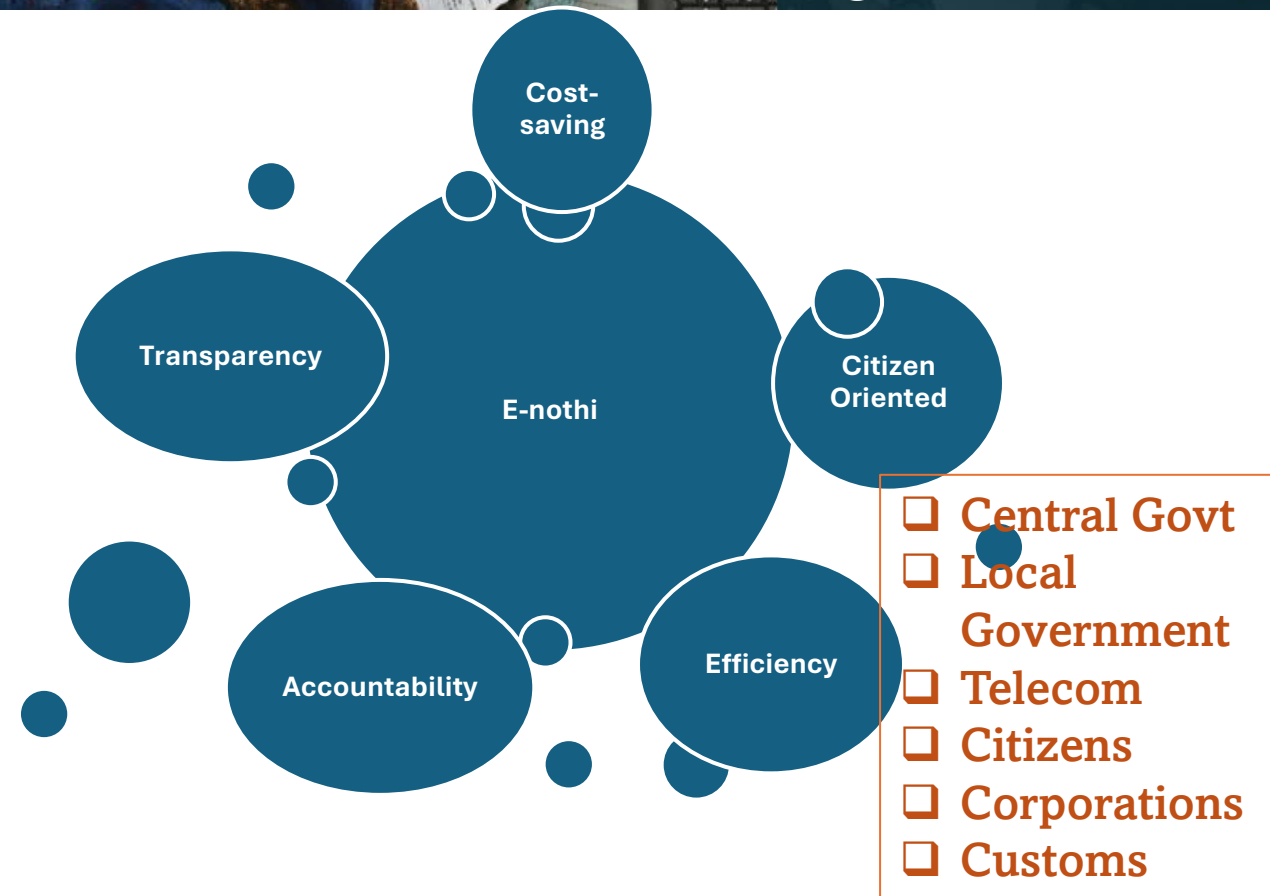 Cost-
saving
Transparency
E-nothi
Citizen
Oriented
Accountability
Efficiency
❑ Central Govt
❑ Local
Government
❑ Telecom
❑ Citizens
❑ Corporations
❑ Customs